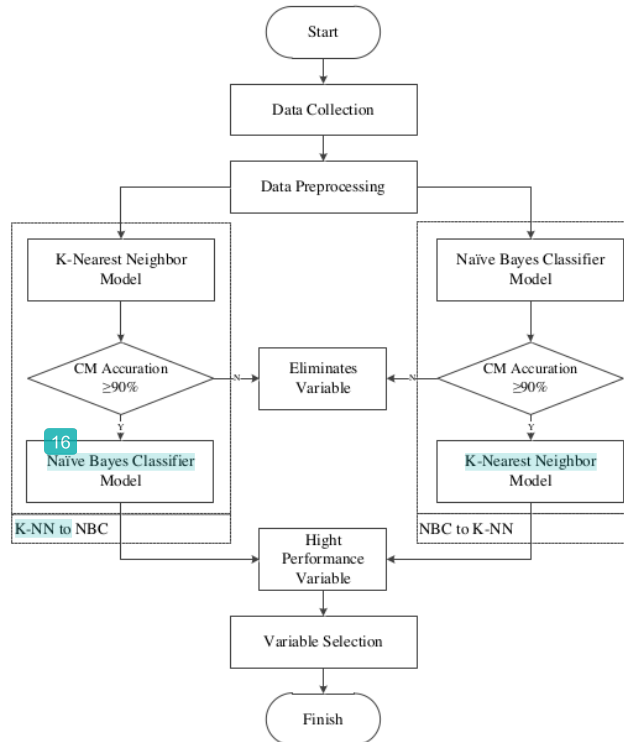 Start
Data Collection
Data Preprocessing
K-Nearest Neighbor
Model
Naïve Bayes Classifier
Model
CM Accuration
≥90%
N
Eliminates
Variable
N
CM Accuration
≥90%
Y
Y
16
Naïve Bayes Classifier
Model
K-Nearest Neighbor
Model
K-NN to NBC
NBC to K-NN
Hight
Performance
Variable
Variable Selection
Finish